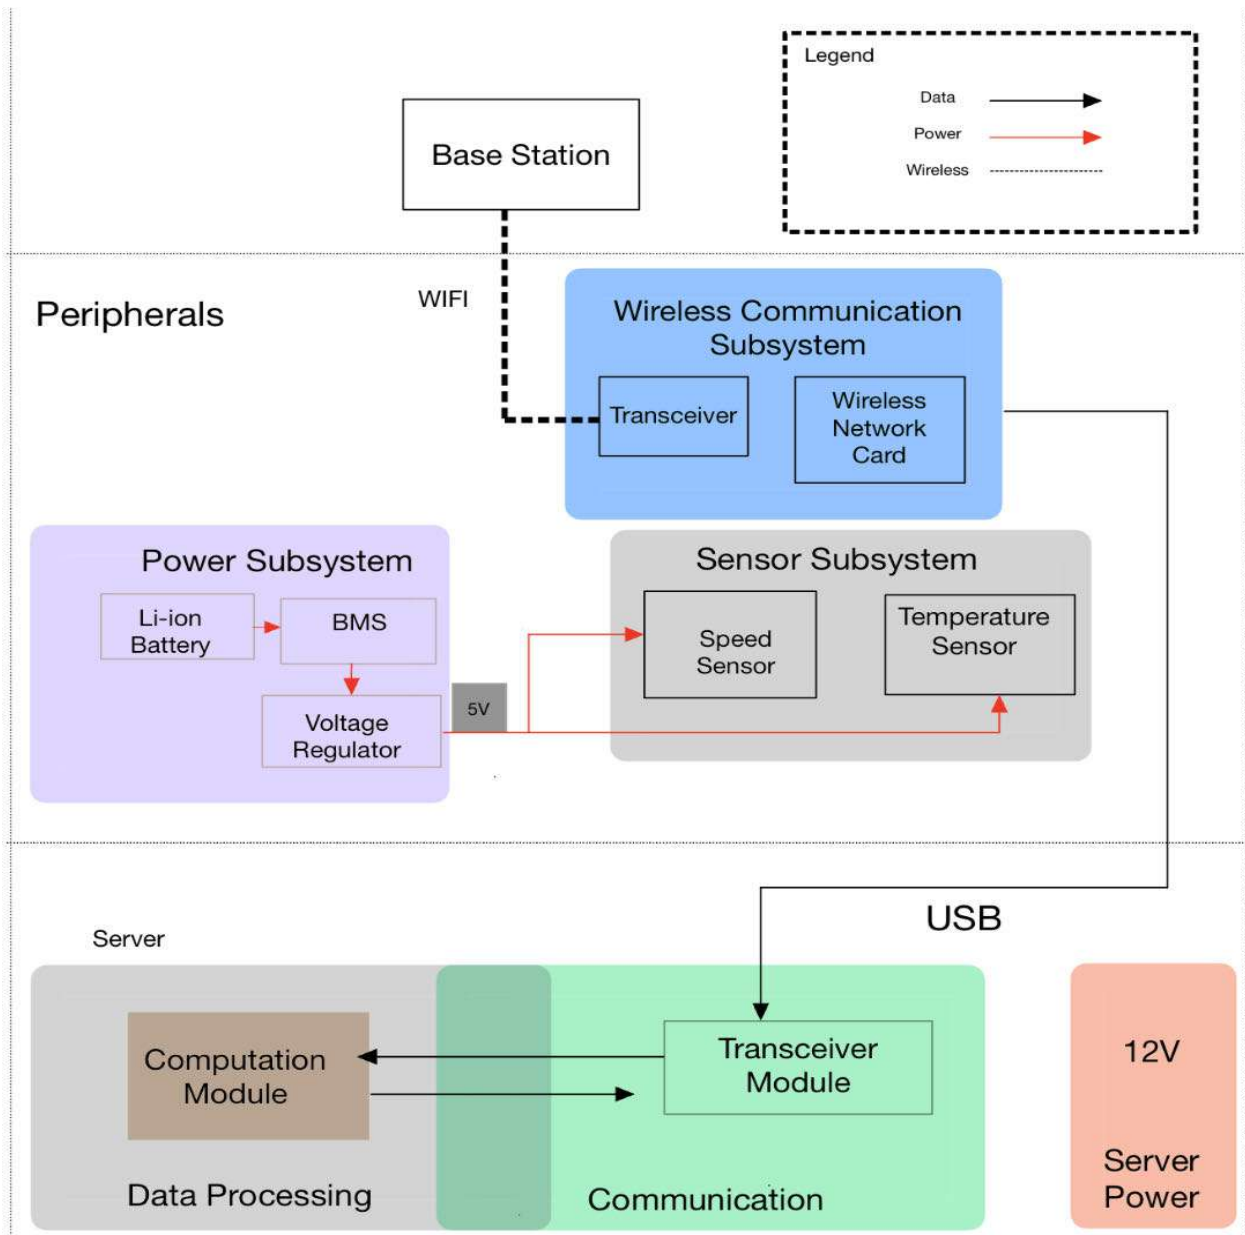 Legend
Data
Power
Wireless
Base Station
Peripherals
WIFI
Wireless Communication
Subsystem
Transceiver
Wireless
Network
Card
Power Subsystem
Li-ion
Battery
BMS
Voltage
Regulator
5V
Sensor Subsystem
Speed
Sensor
Temperature
Sensor
USB
Server
Computation
Module
Data Processing
Transceiver
Module
Communication
12V
Server
Power